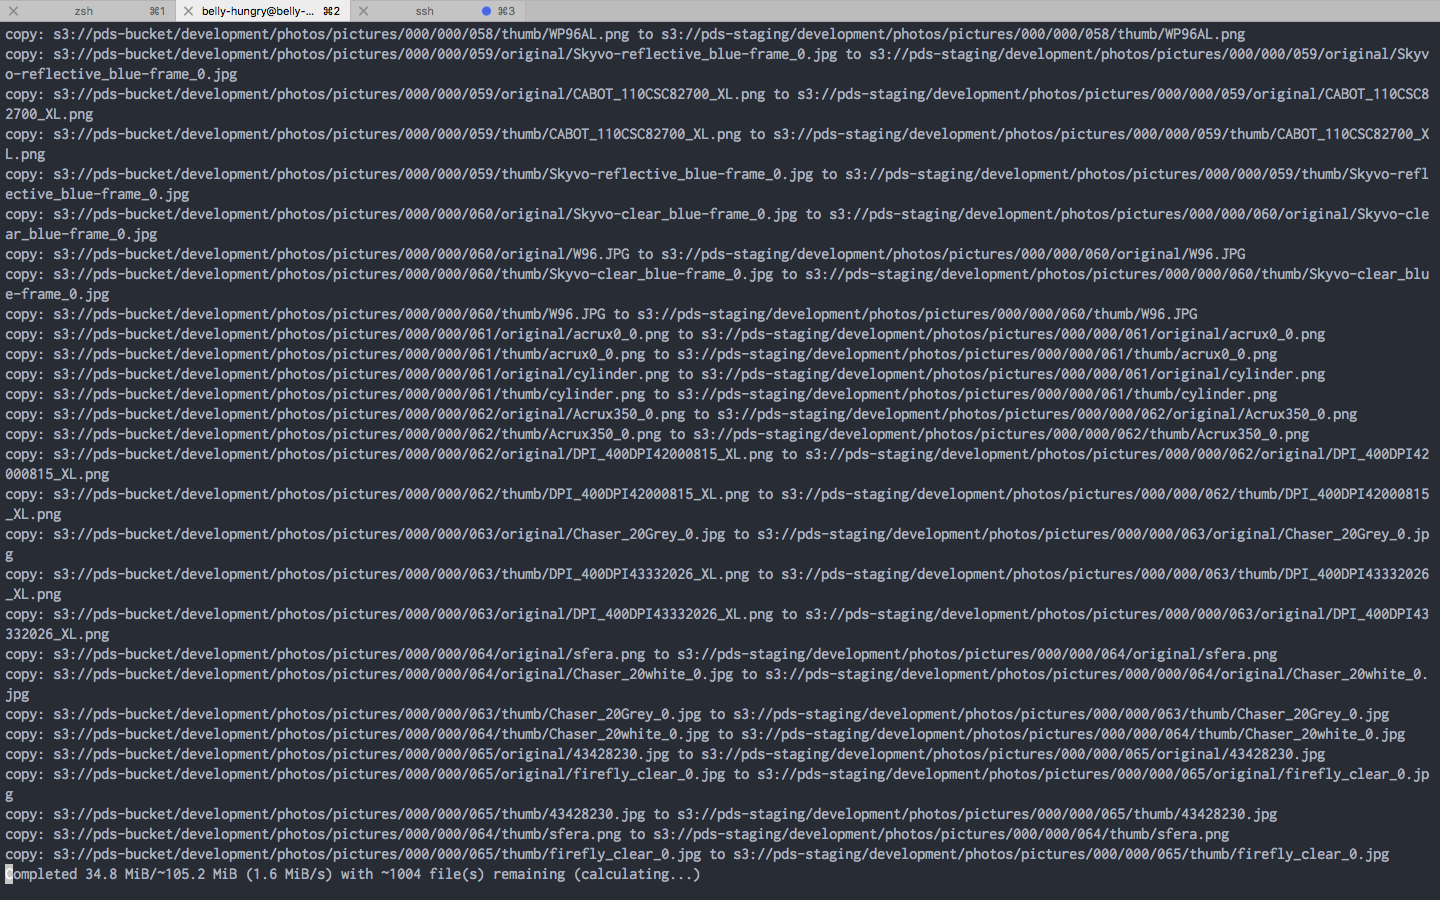 zsh ⌘1 belly-hungry@belly-... ⌘2 ssh ⌘3
copy: s3://pds-bucket/development/photos/pictures/000/000/058/thumb/WP96AL.png to s3://pds-staging/development/photos/pictures/000/000/058/thumb/WP96AL.png
copy: s3://pds-bucket/development/photos/pictures/000/000/059/original/Skyvo-reflective_blue-frame_0.jpg to s3://pds-staging/development/photos/pictures/000/000/059/original/Skyv
o-reflective_blue-frame_0.jpg
copy: s3://pds-bucket/development/photos/pictures/000/000/059/original/CABOT_110CSC82700_XL.png to s3://pds-staging/development/photos/pictures/000/000/059/original/CABOT_110CSC8
2700_XL.png
copy: s3://pds-bucket/development/photos/pictures/000/000/059/thumb/CABOT_110CSC82700_XL.png to s3://pds-staging/development/photos/pictures/000/000/059/thumb/CABOT_110CSC82700_X
L.png
copy: s3://pds-bucket/development/photos/pictures/000/000/059/thumb/Skyvo-reflective_blue-frame_0.jpg to s3://pds-staging/development/photos/pictures/000/000/059/thumb/Skyvo-refl
ective_blue-frame_0.jpg
copy: s3://pds-bucket/development/photos/pictures/000/000/060/original/Skyvo-clear_blue-frame_0.jpg to s3://pds-staging/development/photos/pictures/000/000/060/original/Skyvo-cle
ar_blue-frame_0.jpg
copy: s3://pds-bucket/development/photos/pictures/000/000/060/original/W96.JPG to s3://pds-staging/development/photos/pictures/000/000/060/original/W96.JPG
copy: s3://pds-bucket/development/photos/pictures/000/000/060/thumb/Skyvo-clear_blue-frame_0.jpg to s3://pds-staging/development/photos/pictures/000/000/060/thumb/Skyvo-clear_blu
e-frame_0.jpg
copy: s3://pds-bucket/development/photos/pictures/000/000/060/thumb/W96.JPG to s3://pds-staging/development/photos/pictures/000/000/060/thumb/W96.JPG
copy: s3://pds-bucket/development/photos/pictures/000/000/061/original/acrux0_0.png to s3://pds-staging/development/photos/pictures/000/000/061/original/acrux0_0.png
copy: s3://pds-bucket/development/photos/pictures/000/000/061/thumb/acrux0_0.png to s3://pds-staging/development/photos/pictures/000/000/061/thumb/acrux0_0.png
copy: s3://pds-bucket/development/photos/pictures/000/000/061/original/cylinder.png to s3://pds-staging/development/photos/pictures/000/000/061/original/cylinder.png
copy: s3://pds-bucket/development/photos/pictures/000/000/061/thumb/cylinder.png to s3://pds-staging/development/photos/pictures/000/000/061/thumb/cylinder.png
copy: s3://pds-bucket/development/photos/pictures/000/000/062/original/Acrux350_0.png to s3://pds-staging/development/photos/pictures/000/000/062/original/Acrux350_0.png
copy: s3://pds-bucket/development/photos/pictures/000/000/062/thumb/Acrux350_0.png to s3://pds-staging/development/photos/pictures/000/000/062/thumb/Acrux350_0.png
copy: s3://pds-bucket/development/photos/pictures/000/000/062/original/DPI_400DPI42000815_XL.png to s3://pds-staging/development/photos/pictures/000/000/062/original/DPI_400DPI42
000815_XL.png
copy: s3://pds-bucket/development/photos/pictures/000/000/062/thumb/DPI_400DPI42000815_XL.png to s3://pds-staging/development/photos/pictures/000/000/062/thumb/DPI_400DPI42000815
_XL.png
copy: s3://pds-bucket/development/photos/pictures/000/000/063/original/Chaser_20Grey_0.jpg to s3://pds-staging/development/photos/pictures/000/000/063/original/Chaser_20Grey_0.jp
g
copy: s3://pds-bucket/development/photos/pictures/000/000/063/thumb/DPI_400DPI43332026_XL.png to s3://pds-staging/development/photos/pictures/000/000/063/thumb/DPI_400DPI43332026
_XL.png
copy: s3://pds-bucket/development/photos/pictures/000/000/063/original/DPI_400DPI43332026_XL.png to s3://pds-staging/development/photos/pictures/000/000/063/original/DPI_400DPI43
332026_XL.png
copy: s3://pds-bucket/development/photos/pictures/000/000/064/original/sfera.png to s3://pds-staging/development/photos/pictures/000/000/064/original/sfera.png
copy: s3://pds-bucket/development/photos/pictures/000/000/064/original/Chaser_20white_0.jpg to s3://pds-staging/development/photos/pictures/000/000/064/original/Chaser_20white_0.
jpg
copy: s3://pds-bucket/development/photos/pictures/000/000/063/thumb/Chaser_20Grey_0.jpg to s3://pds-staging/development/photos/pictures/000/000/063/thumb/Chaser_20Grey_0.jpg
copy: s3://pds-bucket/development/photos/pictures/000/000/064/thumb/Chaser_20white_0.jpg to s3://pds-staging/development/photos/pictures/000/000/064/thumb/Chaser_20white_0.jpg
copy: s3://pds-bucket/development/photos/pictures/000/000/065/original/43428230.jpg to s3://pds-staging/development/photos/pictures/000/000/065/original/43428230.jpg
copy: s3://pds-bucket/development/photos/pictures/000/000/065/original/firefly_clear_0.jpg to s3://pds-staging/development/photos/pictures/000/000/065/original/firefly_clear_0.jp
g
copy: s3://pds-bucket/development/photos/pictures/000/000/065/thumb/43428230.jpg to s3://pds-staging/development/photos/pictures/000/000/065/thumb/43428230.jpg
copy: s3://pds-bucket/development/photos/pictures/000/000/064/thumb/sfera.png to s3://pds-staging/development/photos/pictures/000/000/064/thumb/sfera.png
copy: s3://pds-bucket/development/photos/pictures/000/000/065/thumb/firefly_clear_0.jpg to s3://pds-staging/development/photos/pictures/000/000/065/thumb/firefly_clear_0.jpg
Completed 34.8 MiB/~105.2 MiB (1.6 MiB/s) with ~1004 file(s) remaining (calculating...)